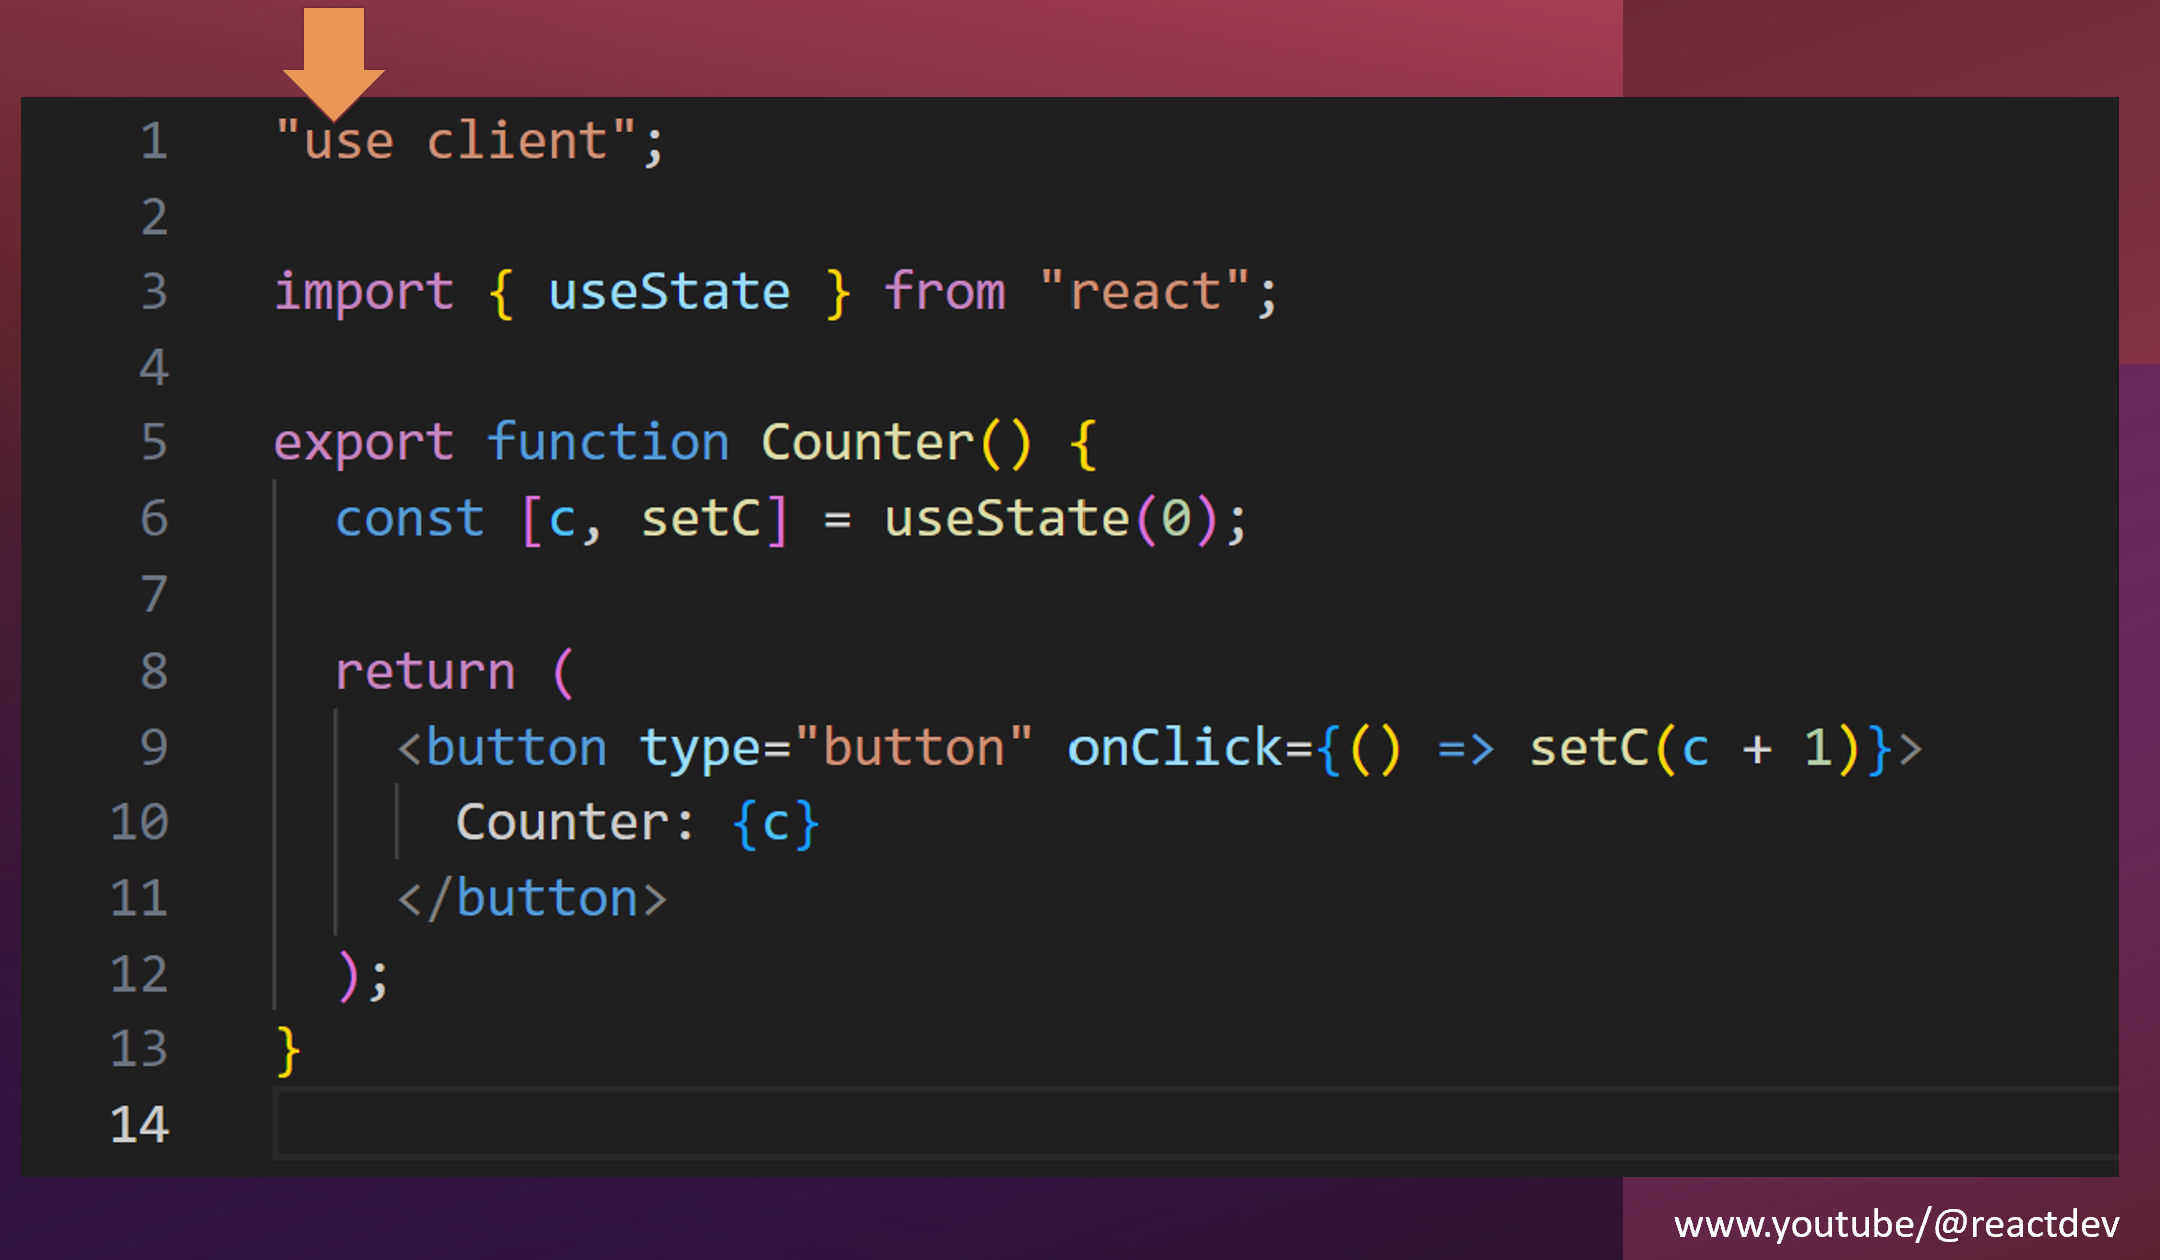 1 "use client";
2
3 import { useState } from "react";
4
5 export function Counter() {
6 const [c, setC] = useState(0);
7
8 return (
9 <button type="button" onClick={() => setC(c + 1)}>
10 Counter: {c}
11 </button>
12 );
13 }
14
www.youtube/@reactdev